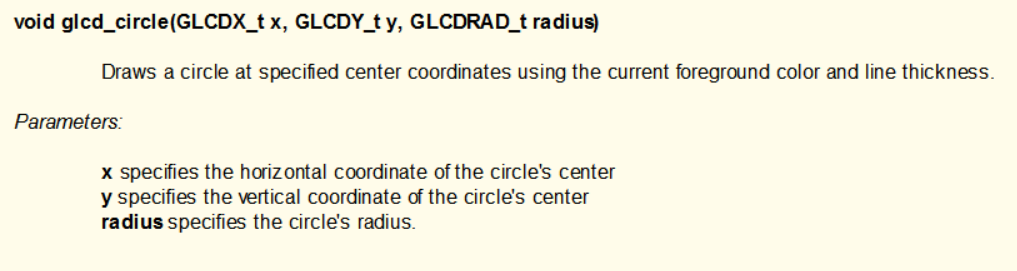 void glcd_circle(GLCDX_t x, GLCDY_t y, GLCDRAD_t radius)
Draws a circle at specified center coordinates using the current foreground color and line thickness.
Parameters:
x specifies the horizontal coordinate of the circle's center
y specifies the vertical coordinate of the circle's center
radius specifies the circle's radius.